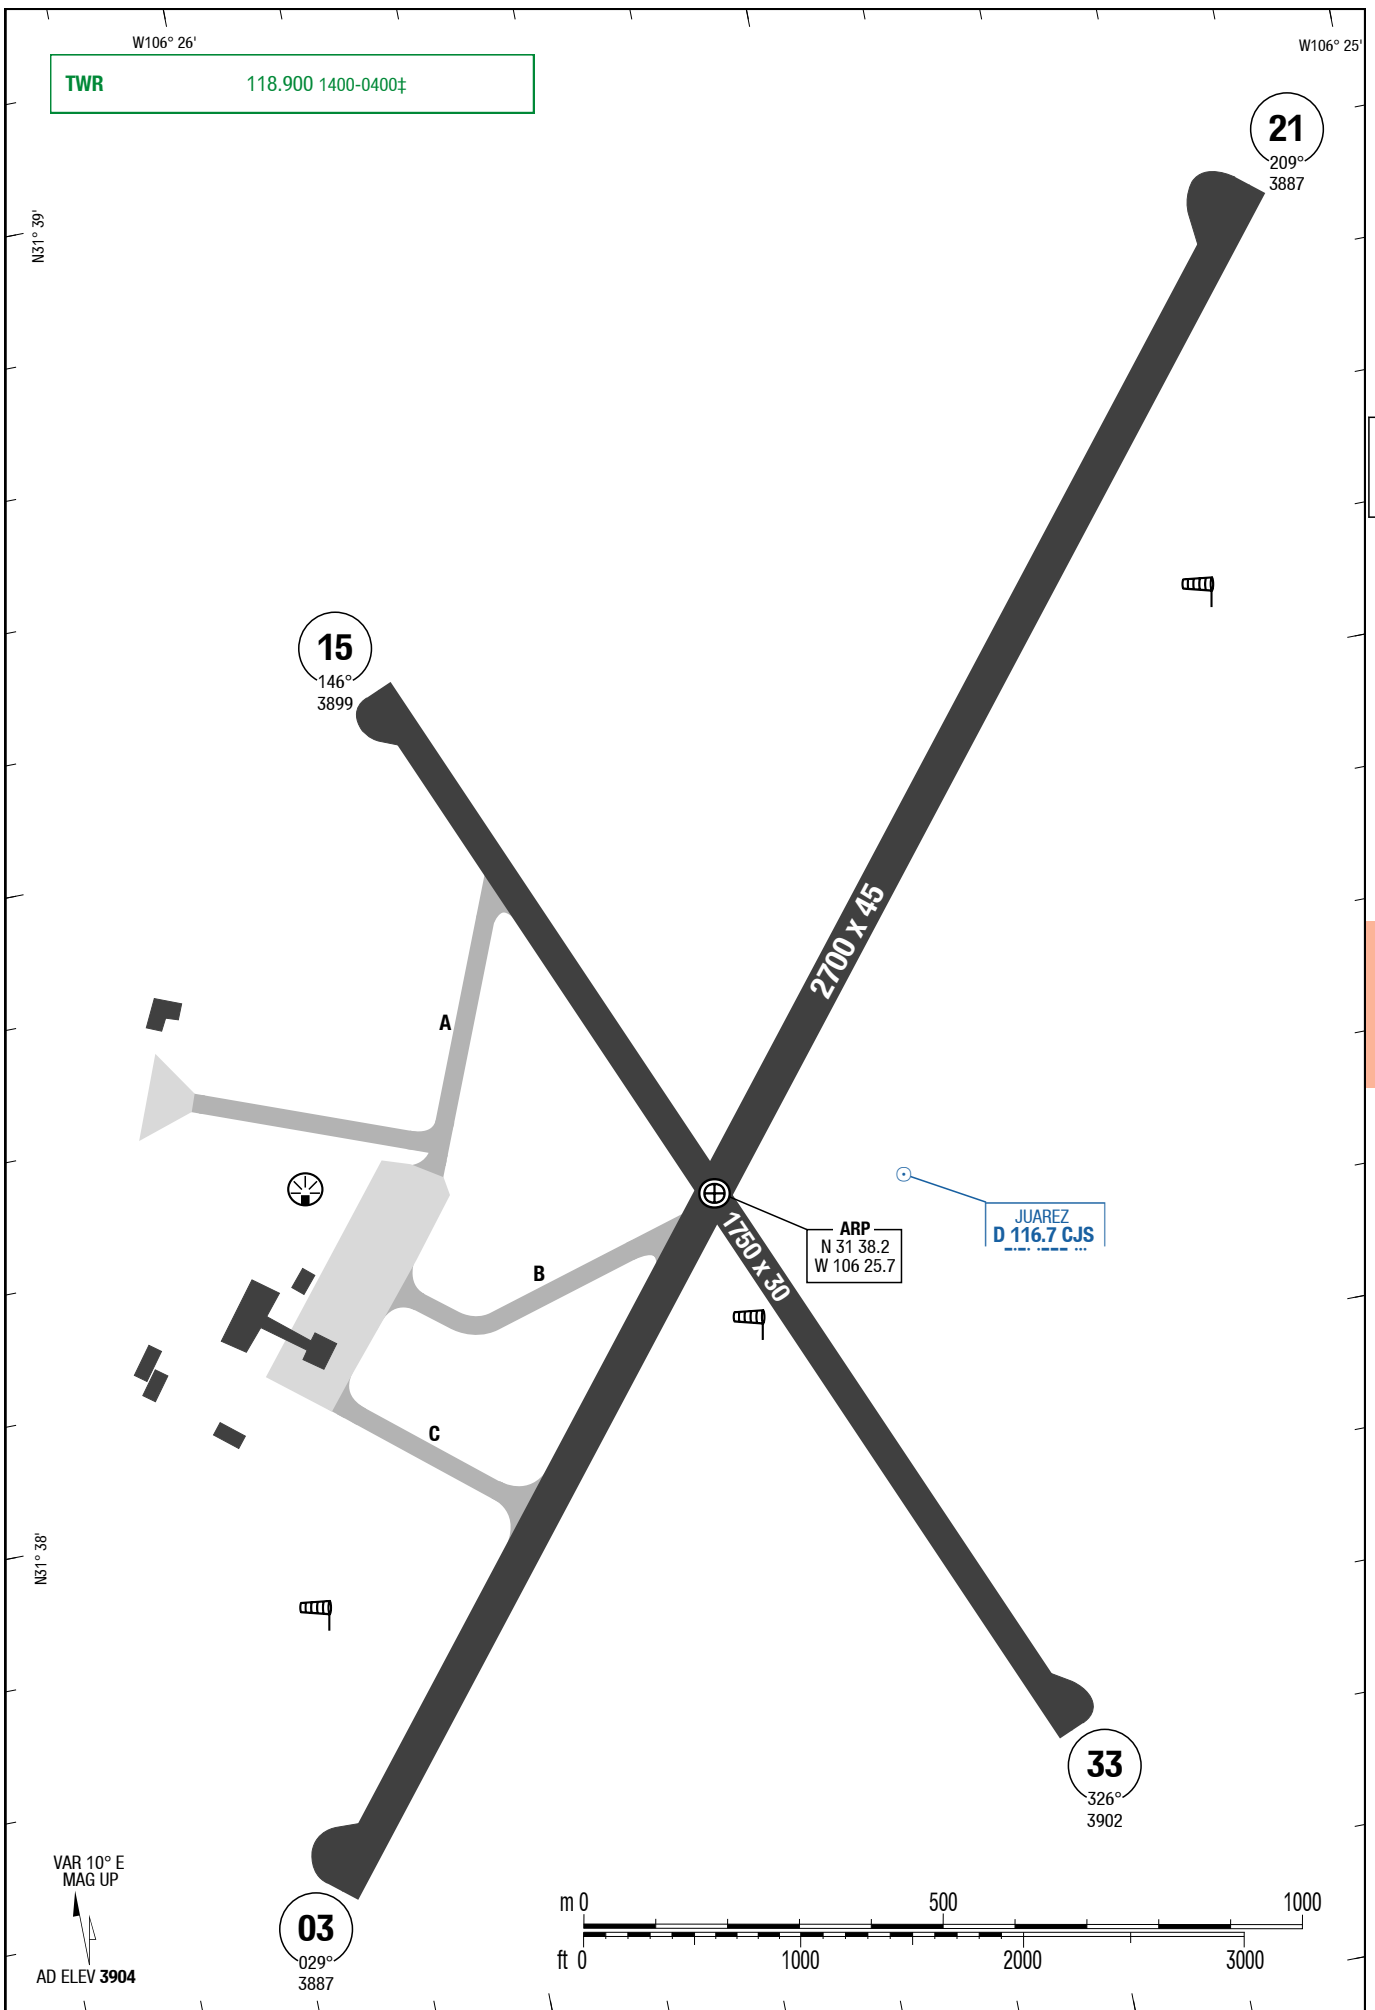 W106° 26'
W106° 25'
TWR 118.900 1400-0400‡
21
209°
3887
N31° 39'
15
146°
3899
2700 x 45
A
JUAREZ
D 116.7 CJS
ARP
N 31 38.2
W 106 25.7
1750 x 30
B
C
N31° 38'
33
326°
3902
VAR 10° E
MAG UP
AD ELEV 3904
03
029°
3887
m 0 500 1000
ft 0 1000 2000 3000